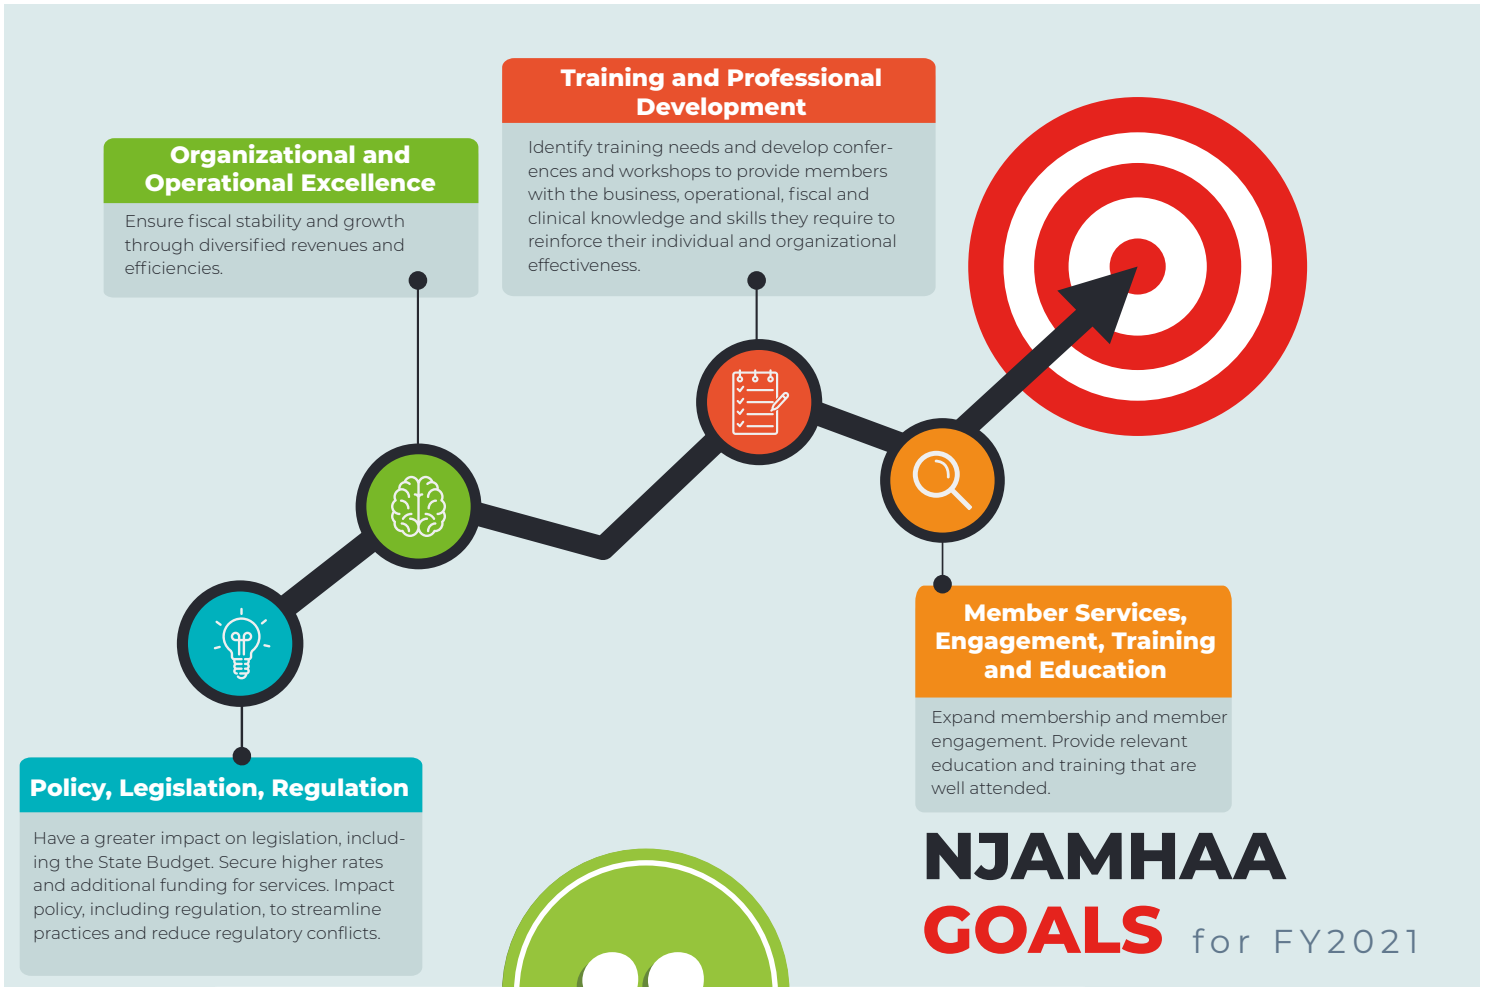 Training and Professional
Development
Identify training needs and develop confer-
ences and workshops to provide members
with the business, operational, fiscal and
clinical knowledge and skills they require to
reinforce their individual and organizational
effectiveness.
Organizational and
Operational Excellence
Ensure fiscal stability and growth
through diversified revenues and
efficiencies.
Member Services,
Engagement, Training
and Education
Expand membership and member
engagement. Provide relevant
education and training that are
well attended.
Policy, Legislation, Regulation
Have a greater impact on legislation, includ-
ing the State Budget. Secure higher rates
and additional funding for services. Impact
policy, including regulation, to streamline
practices and reduce regulatory conflicts.
NJAMHAA
GOALS for FY2021